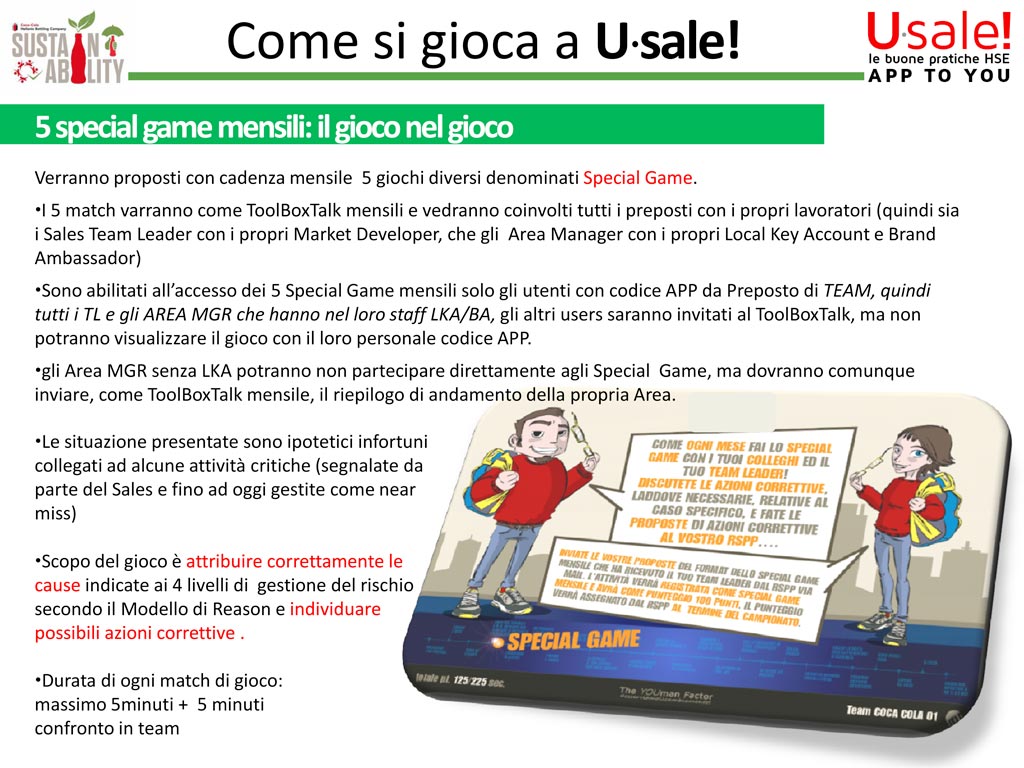 Coca-Cola
Hellenic Bottling Company
SUSTAIN
ABILITY
Come si gioca a U·sale!
U·sale!
le buone pratiche HSE
APP TO YOU
5 special game mensili: il gioco nel gioco
Verranno proposti con cadenza mensile 5 giochi diversi denominati Special Game.
•I 5 match varranno come ToolBoxTalk mensili e vedranno coinvolti tutti i preposti con i propri lavoratori (quindi sia
i Sales Team Leader con i propri Market Developer, che gli Area Manager con i propri Local Key Account e Brand
Ambassador)
•Sono abilitati all’accesso dei 5 Special Game mensili solo gli utenti con codice APP da Preposto di TEAM, quindi
tutti i TL e gli AREA MGR che hanno nel loro staff LKA/BA, gli altri users saranno invitati al ToolBoxTalk, ma non
potranno visualizzare il gioco con il loro personale codice APP.
•gli Area MGR senza LKA potranno non partecipare direttamente agli Special Game, ma dovranno comunque
inviare, come ToolBoxTalk mensile, il riepilogo di andamento della propria Area.
•Le situazione presentate sono ipotetici infortuni
collegati ad alcune attività critiche (segnalate da
parte del Sales e fino ad oggi gestite come near
miss)
•Scopo del gioco è attribuire correttamente le
cause indicate ai 4 livelli di gestione del rischio
secondo il Modello di Reason e individuare
possibili azioni correttive .
•Durata di ogni match di gioco:
massimo 5minuti + 5 minuti
confronto in team
COME OGNI MESE FAI LO SPECIAL
GAME CON I TUOI COLLEGHI ED IL
TUO TEAM LEADER!
DISCUTETE LE AZIONI CORRETTIVE,
LADDOVE NECESSARIE, RELATIVE AL
CASO SPECIFICO, E FATE LE
PROPOSTE DI AZIONI CORRETTIVE
AL VOSTRO RSPP....
INVIATE LE VOSTRE PROPOSTE DEL FORMAT DELLO SPECIAL GAME
MENSILE CHE HA RICEVUTO IL TUO TEAM LEADER DAL RSPP VIA
MAIL. L'ATTIVITÀ VERRÀ REGISTRATA COME SPECIAL GAME
MENSILE E AVRÀ COME PUNTEGGIO 100 PUNTI, IL PUNTEGGIO
VERRÀ ASSEGNATO DAL RSPP AL TERMINE DEL CAMPIONATO.
SPECIAL GAME
totale pt. 125/225 sec.
The YOUman Factor
Team COCA COLA 01